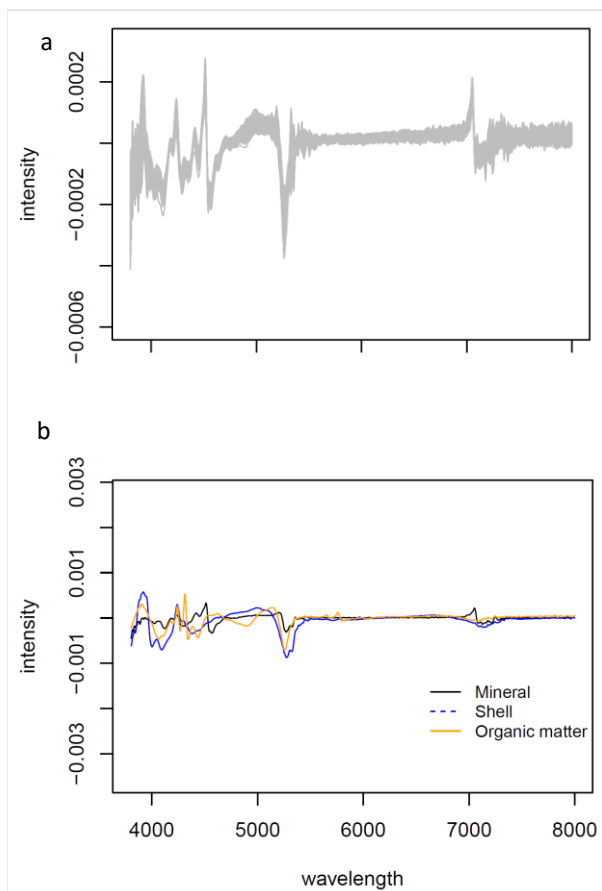 a
0.0002
−0.0002
−0.0006
intensity
b
0.003
0.001
−0.001
−0.003
intensity
Mineral
Shell
Organic matter
4000 5000 6000 7000 8000
wavelength